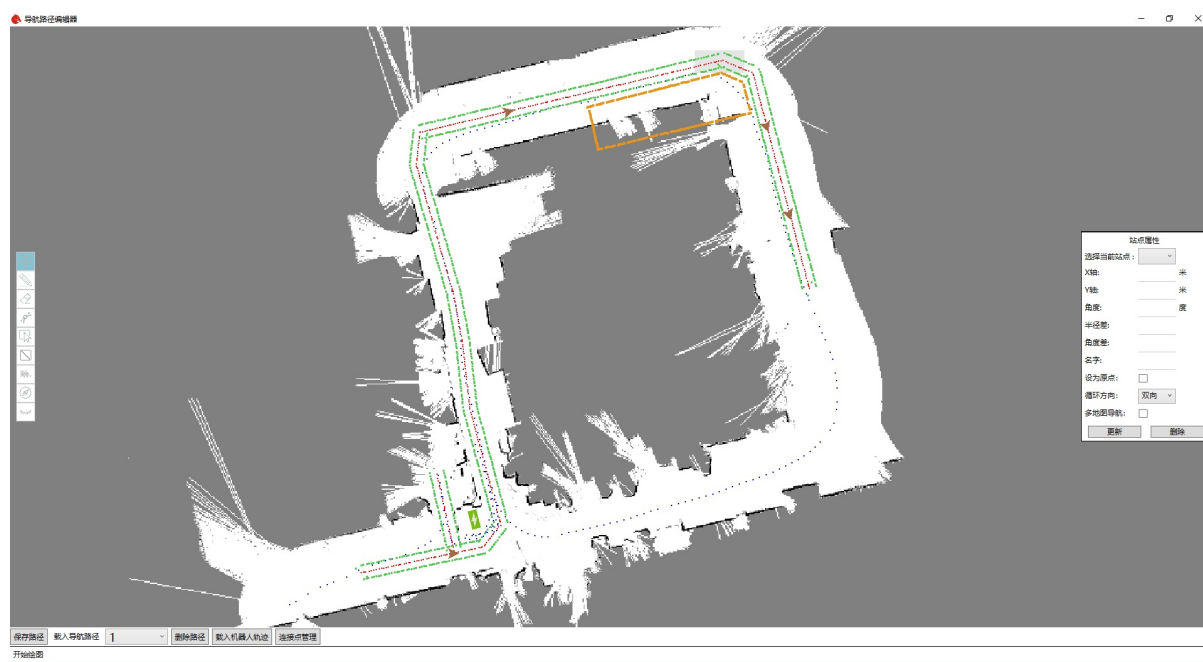 导航路径编辑器
站点属性
选择当前站点：
X轴: 米
Y轴: 米
角度: 度
半径差:
角度差:
名字:
设为原点:
循环方向: 双向
多地图导航:
更新 删除
保存路径 载入导航路径 1 删除路径 载入机器人轨迹 连接点管理
开始绘图